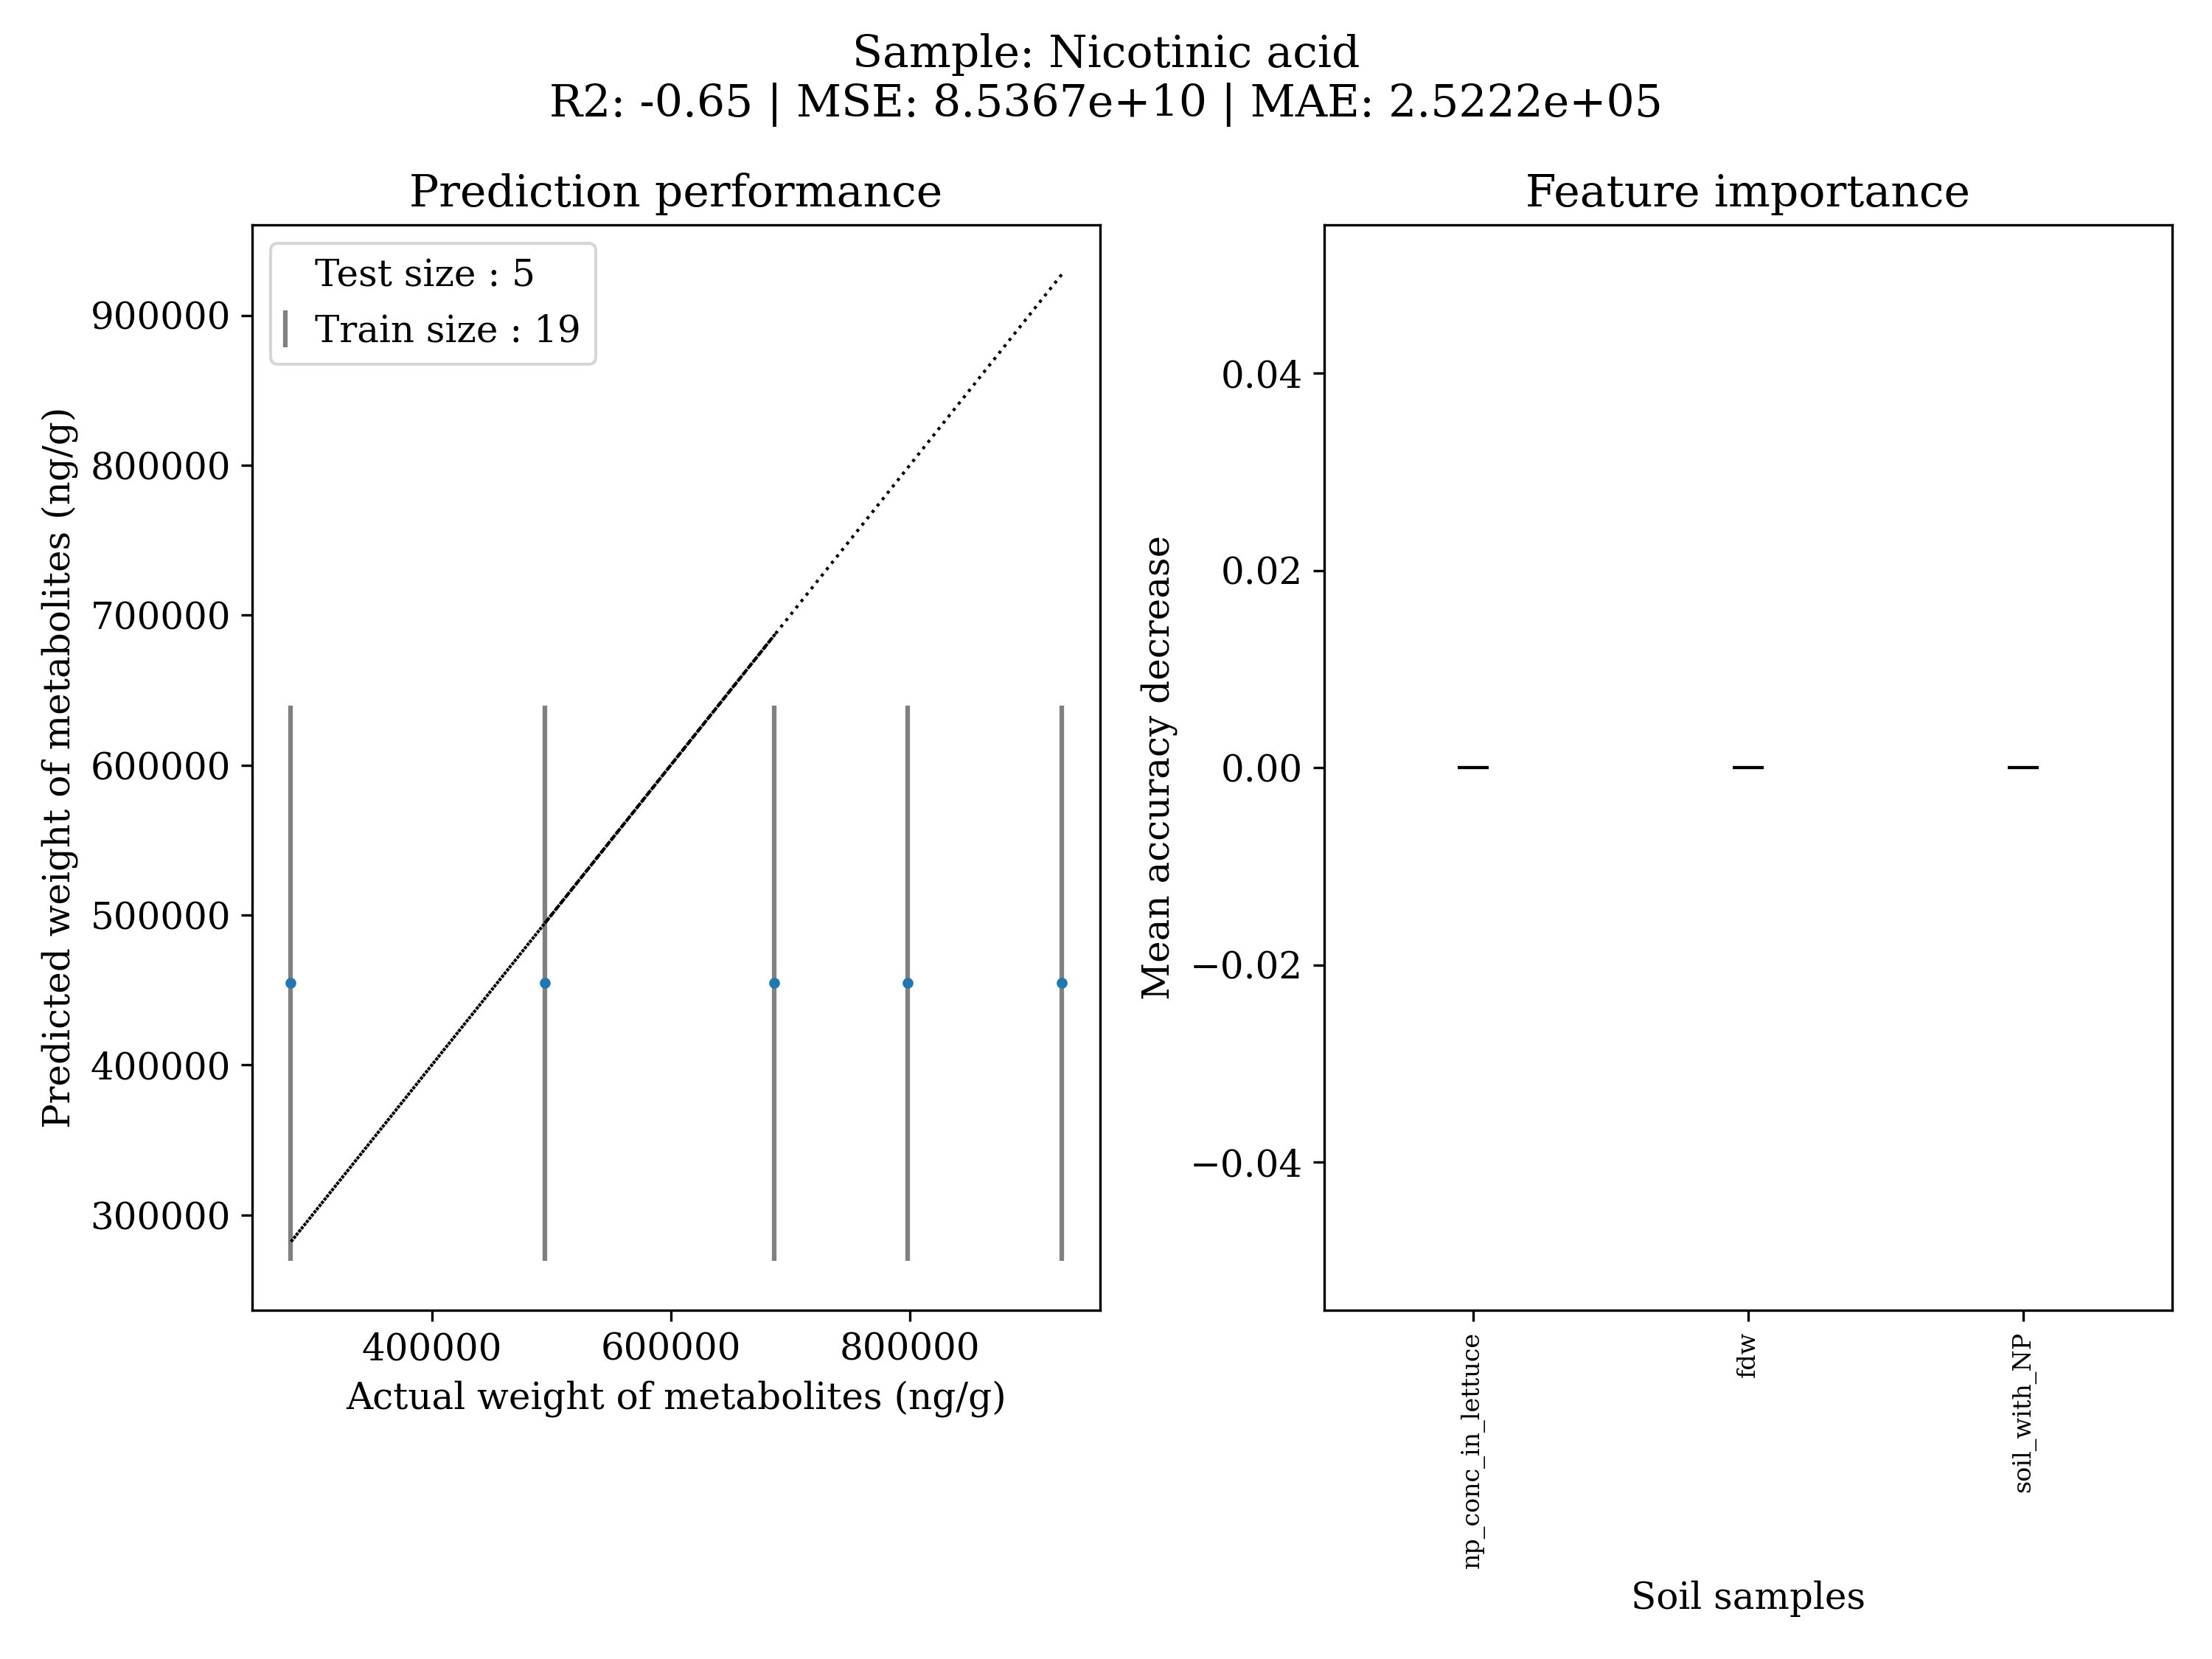 Sample: Nicotinic acid
R2: -0.65 | MSE: 8.5367e+10 | MAE: 2.5222e+05
Prediction performance
Test size : 5
Train size : 19
900000
800000
700000
600000
500000
400000
300000
Predicted weight of metabolites (ng/g)
400000
600000
800000
Actual weight of metabolites (ng/g)
Feature importance
0.04
0.02
0.00
−0.02
−0.04
Mean accuracy decrease
np_conc_in_lettuce
fdw
soil_with_NP
Soil samples